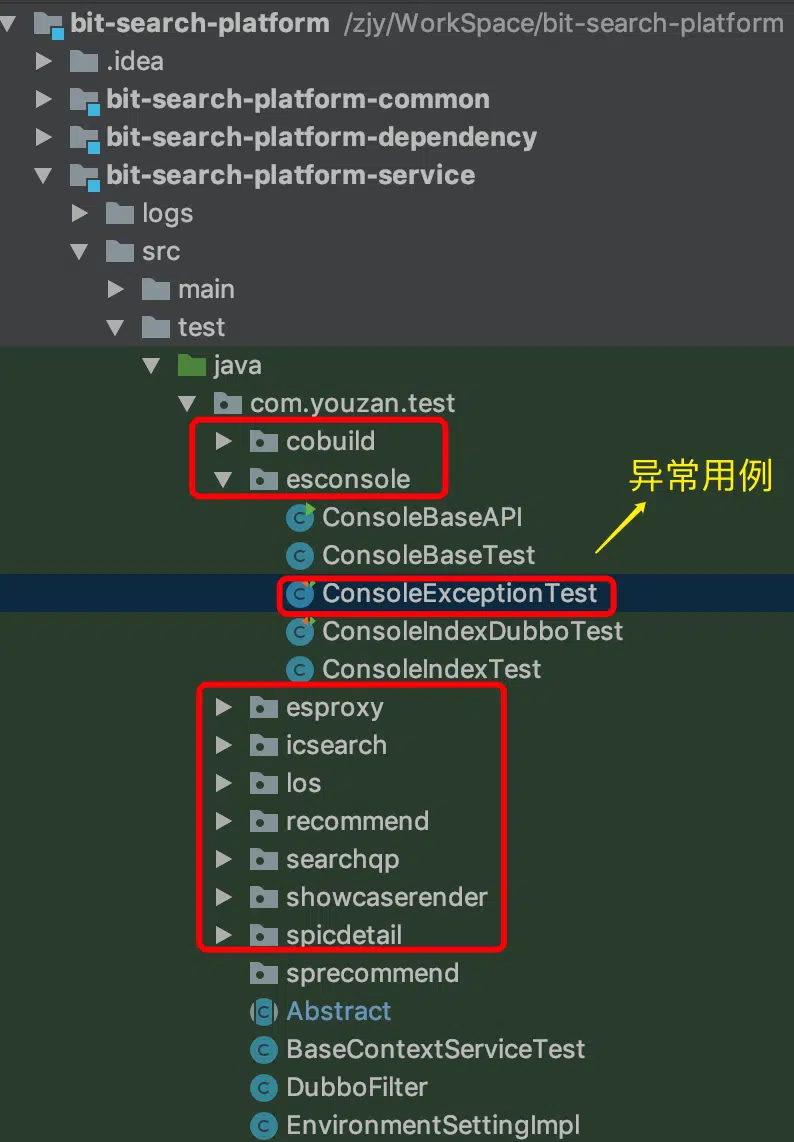 bit-search-platform /zjy/WorkSpace/bit-search-platform
.idea
bit-search-platform-common
bit-search-platform-dependency
bit-search-platform-service
logs
src
main
test
java
com.youzan.test
cobuild
esconsole
异常用例
ConsoleBaseAPI
ConsoleBaseTest
ConsoleExceptionTest
ConsoleIndexDubboTest
ConsoleIndexTest
esproxy
icsearch
los
recommend
searchqp
showcaserender
spicdetail
sprecommend
Abstract
BaseContextServiceTest
DubboFilter
EnvironmentSettingImpl